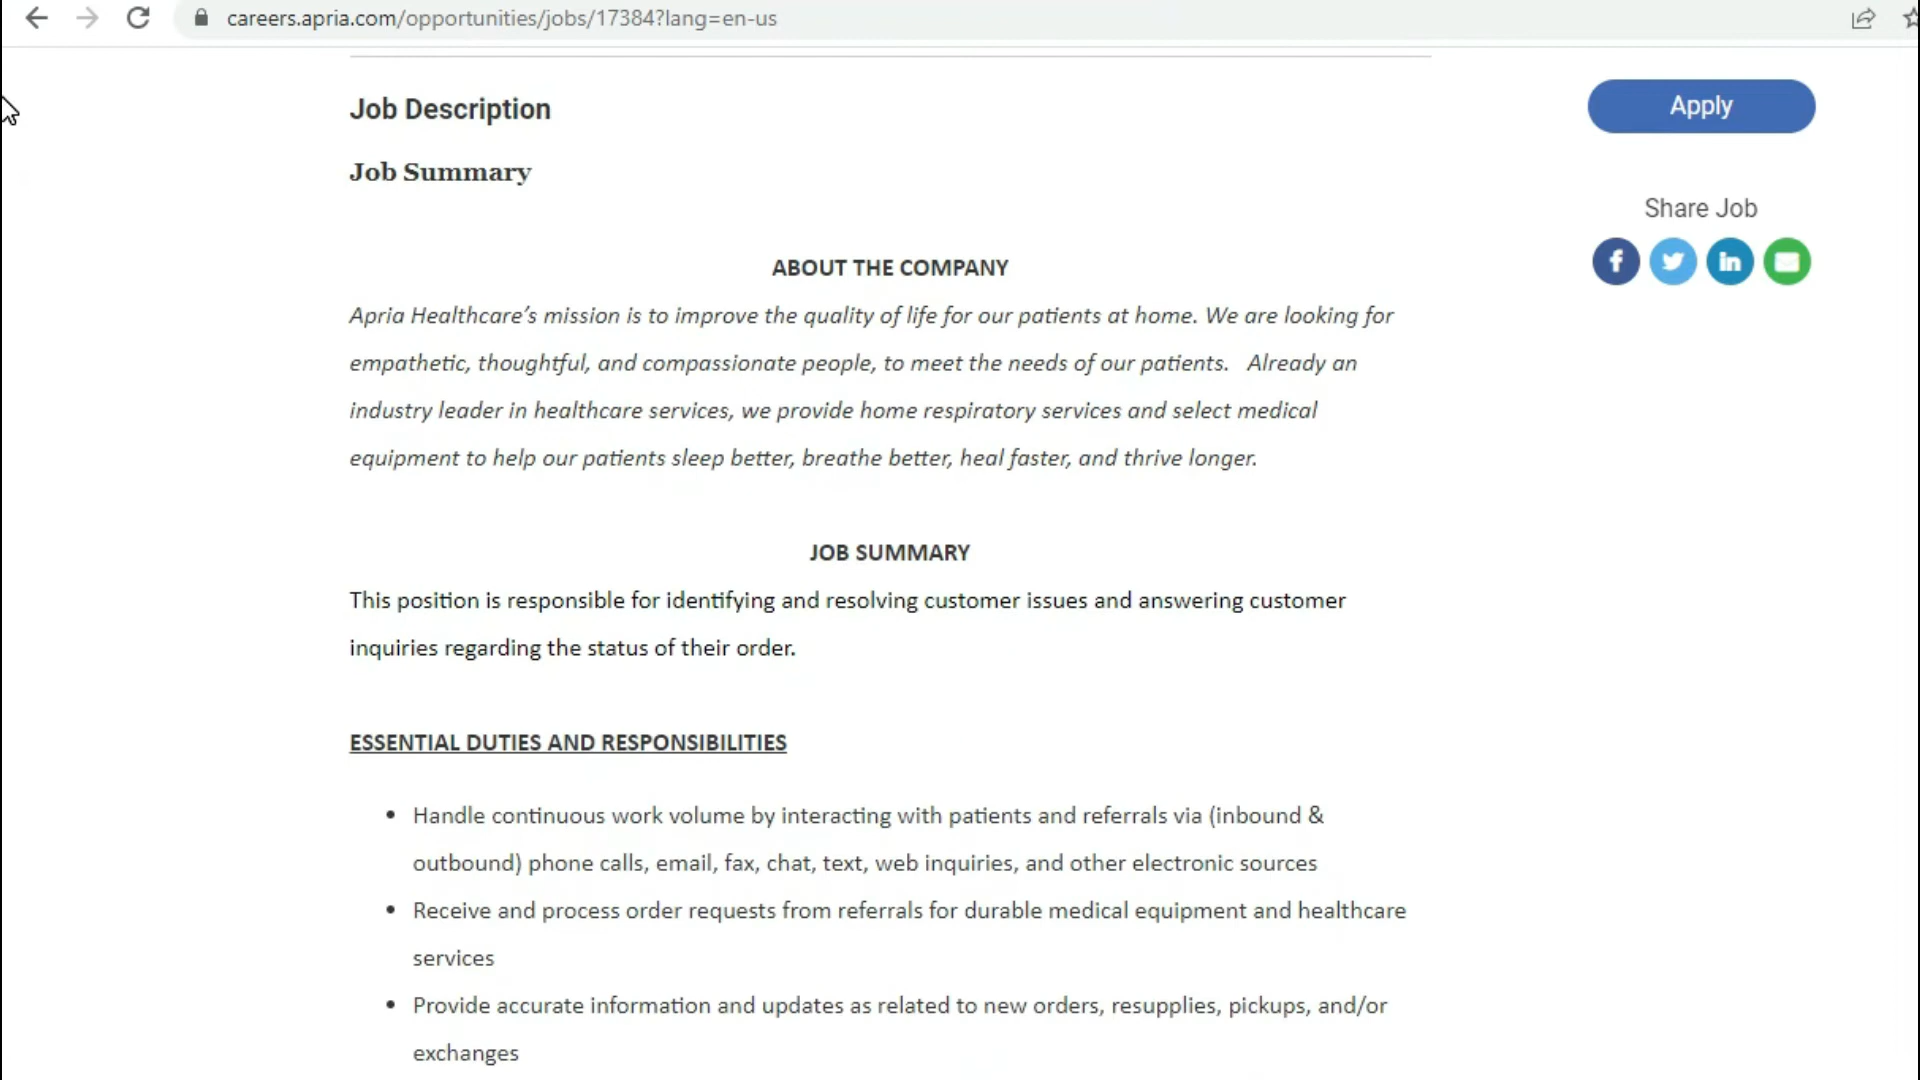 careers.apria.com/opportunities/jobs/17384?lang=en-us
Job Description
Apply
Job Summary
Share Job
ABOUT THE COMPANY
Apria Healthcare’s mission is to improve the quality of life for our patients at home. We are looking for
empathetic, thoughtful, and compassionate people, to meet the needs of our patients.   Already an
industry leader in healthcare services, we provide home respiratory services and select medical
equipment to help our patients sleep better, breathe better, heal faster, and thrive longer.
JOB SUMMARY
This position is responsible for identifying and resolving customer issues and answering customer
inquiries regarding the status of their order.
ESSENTIAL DUTIES AND RESPONSIBILITIES
• Handle continuous work volume by interacting with patients and referrals via (inbound &
outbound) phone calls, email, fax, chat, text, web inquiries, and other electronic sources
• Receive and process order requests from referrals for durable medical equipment and healthcare
services
• Provide accurate information and updates as related to new orders, resupplies, pickups, and/or
exchanges